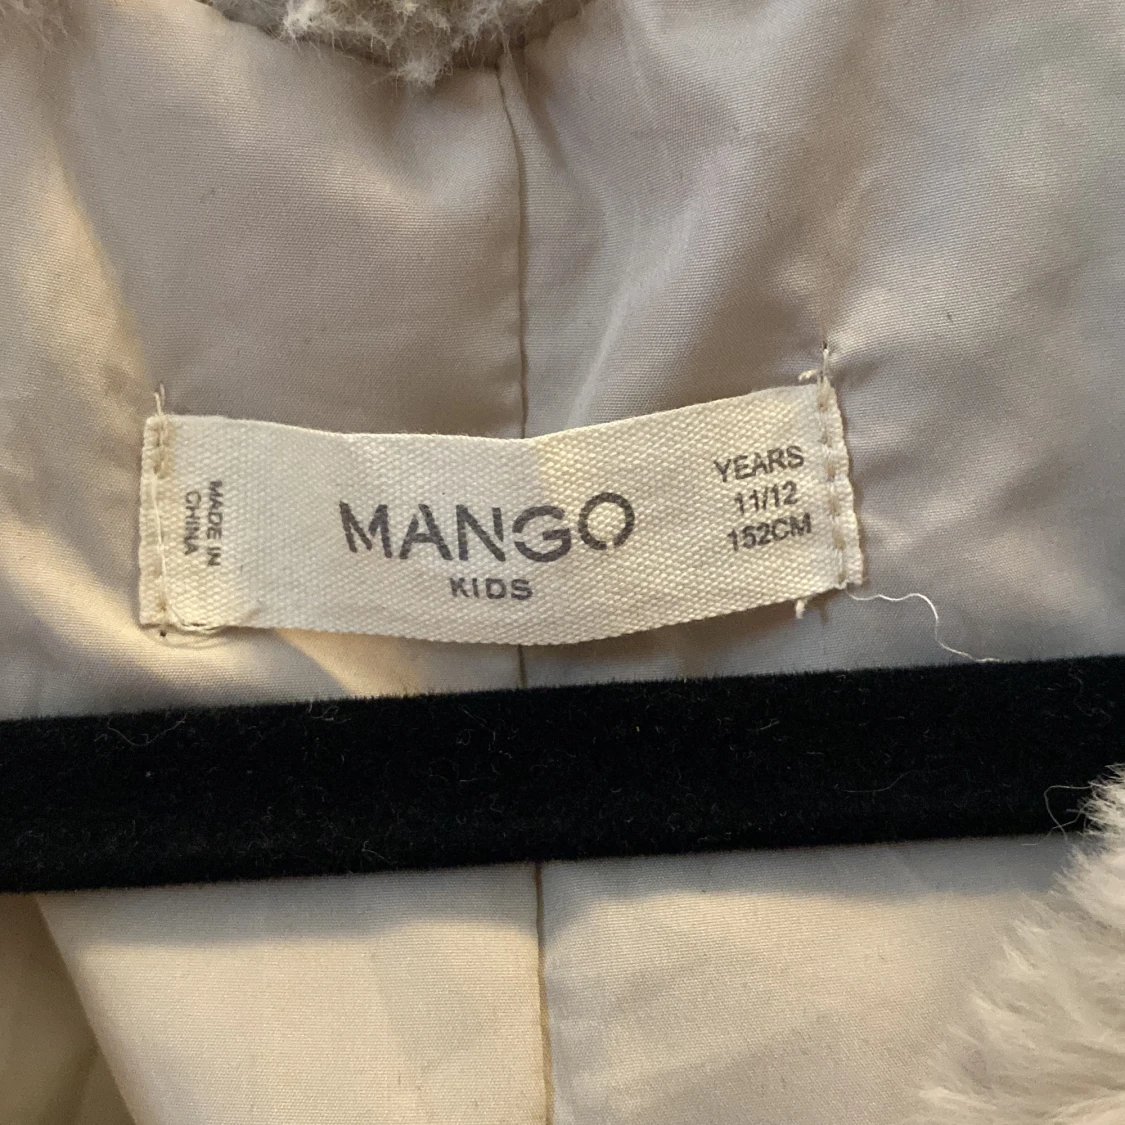 MADE IN
CHINA
MANGO
KIDS
YEARS
11/12
152CM